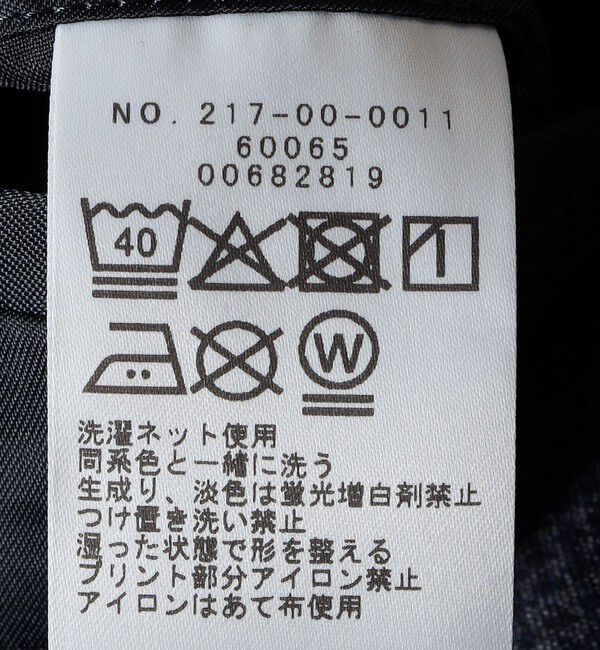 NO. 217-00-0011
60065
00682819
40
1
W
洗濯ネット使用
同系色と一緒に洗う
生成り、淡色は蛍光増白剤禁止
つけ置き洗い禁止
湿った状態で形を整える
プリント部分アイロン禁止
アイロンはあて布使用